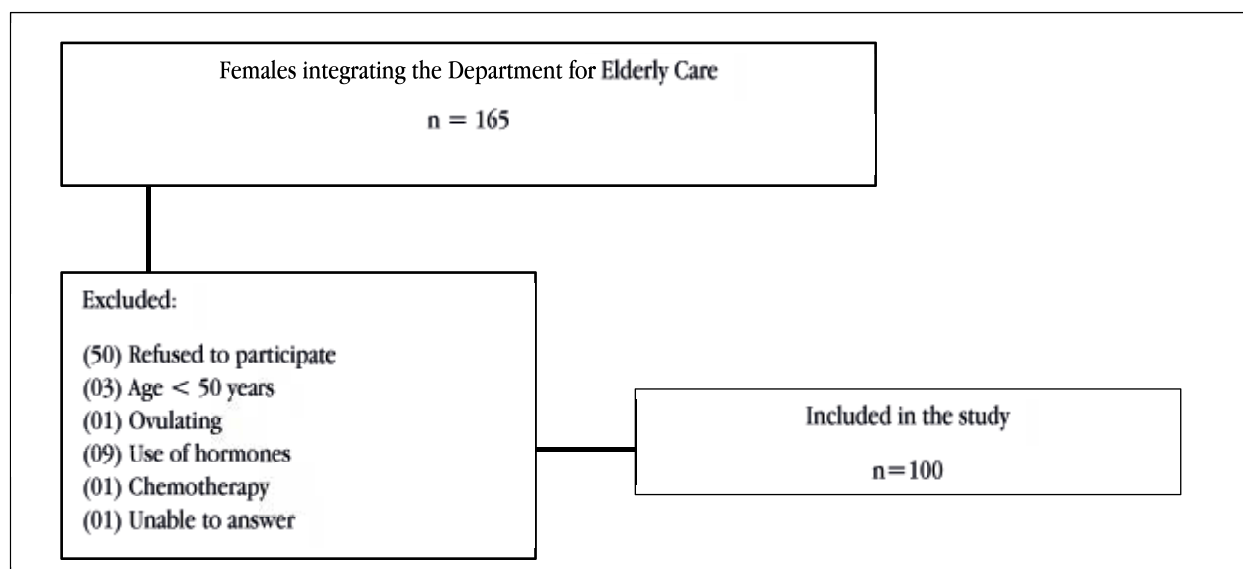 Females integrating the Department for Elderly Care
n = 165
Excluded:
(50) Refused to participate
(03) Age < 50 years
(01) Ovulating
(09) Use of hormones
(01) Chemotherapy
(01) Unable to answer
Included in the study
n=100